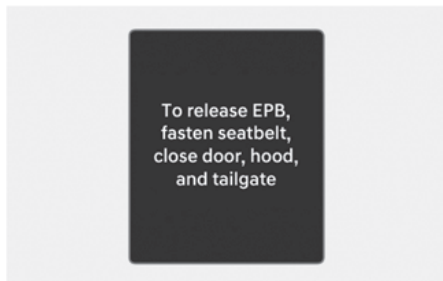 To release EPB,
fasten seatbelt,
close door, hood,
and tailgate